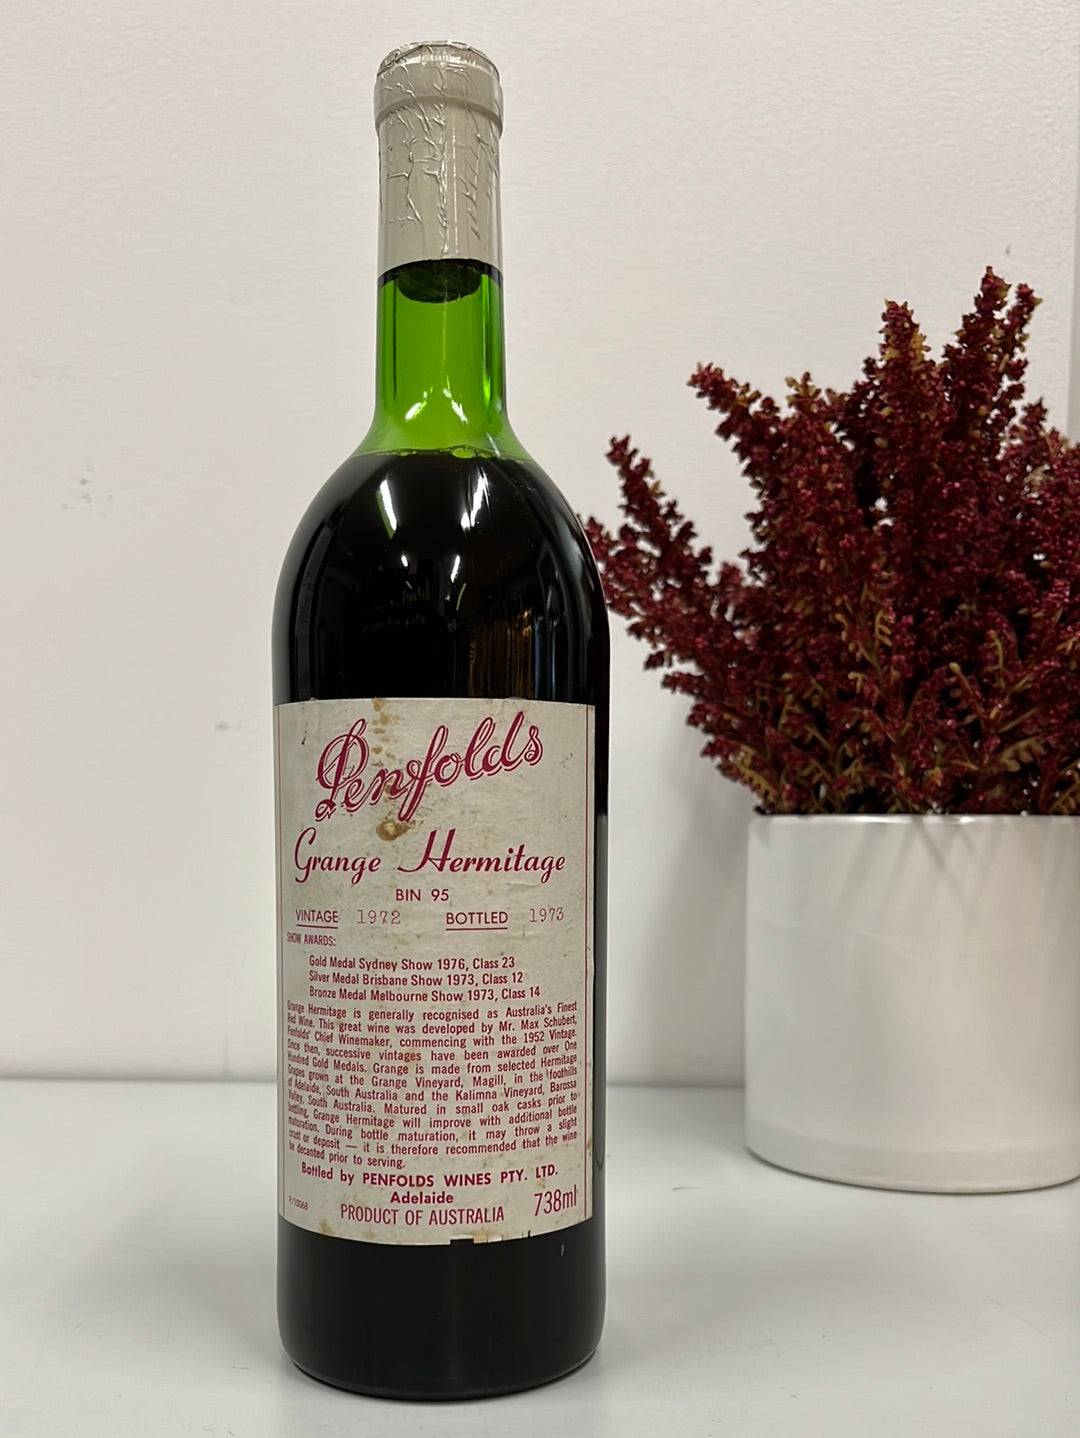 Penfolds
Grange Hermitage
BIN 95
VINTAGE 1972 BOTTLED 1973
SHOW AWARDS:
Gold Medal Sydney Show 1976, Class 23
Silver Medal Brisbane Show 1973, Class 12
Bronze Medal Melbourne Show 1973, Class 14
Grange Hermitage is generally recognised as Australia's Finest
Red Wine. This great wine was developed by Mr. Max Schubert,
Penfolds' Chief Winemaker, commencing with the 1952 Vintage.
Since then, successive vintages have been awarded over One
Hundred Gold Medals. Grange is made from selected Hermitage
Grapes grown at the Grange Vineyard, Magill, in the foothills
of Adelaide, South Australia and the Kalimna Vineyard, Barossa
Valley, South Australia. Matured in small oak casks prior to
bottling, Grange Hermitage will improve with additional bottle
maturation. During bottle maturation, it may throw a slight
crust or deposit — it is therefore recommended that the wine
be decanted prior to serving.
Bottled by PENFOLDS WINES PTY. LTD.
Adelaide
PRODUCT OF AUSTRALIA 738ml